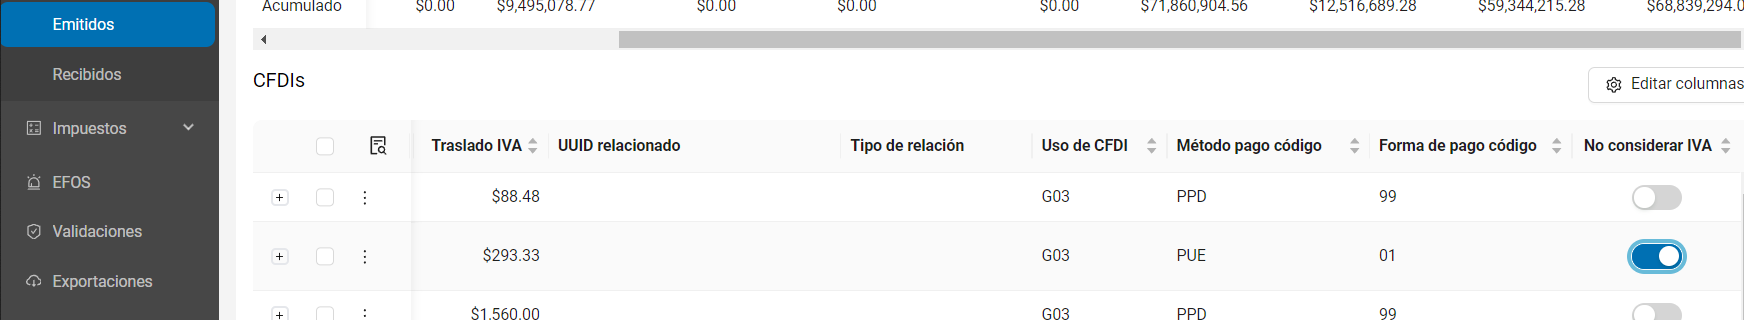 Emitidos
Recibidos
Impuestos
EFOS
Validaciones
Exportaciones
Acumulado $0.00 $9,495,078.77 $0.00 $0.00 $0.00 $71,860,904.56 $12,516,689.28 $59,344,215.28 $68,839,294.0
CFDIs
Editar columnas
Traslado IVA UUID relacionado Tipo de relación Uso de CFDI Método pago código Forma de pago código No considerar IVA
$88.48 G03 PPD 99
$293.33 G03 PUE 01
$1,560.00 G03 PPD 99